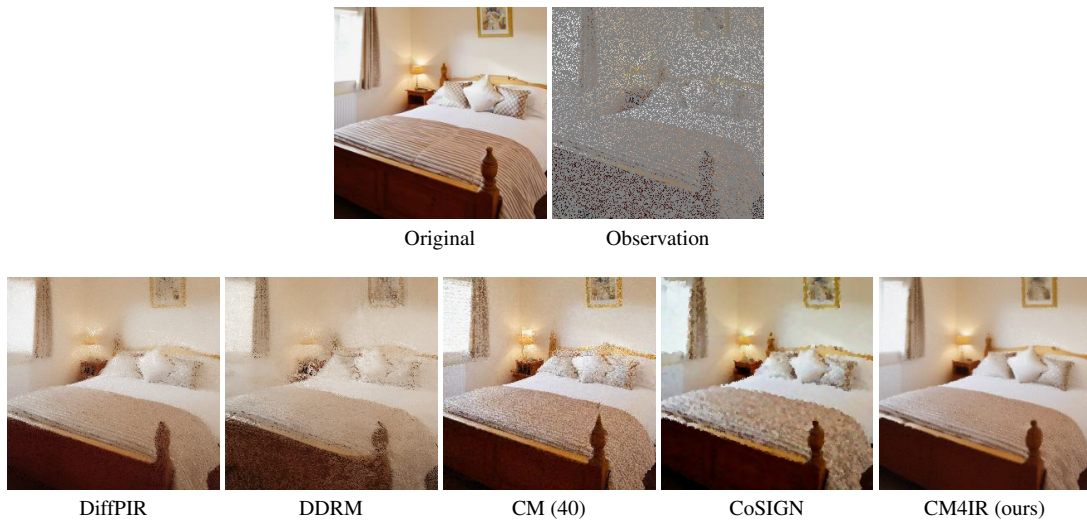 Original
Observation
DiffPIR
DDRM
CM (40)
CoSIGN
CM4IR (ours)